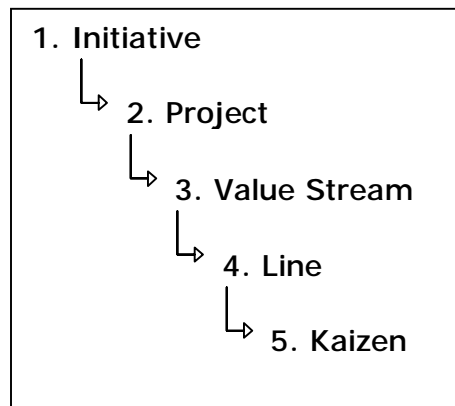 1. Initiative
2. Project
3. Value Stream
4. Line
5. Kaizen